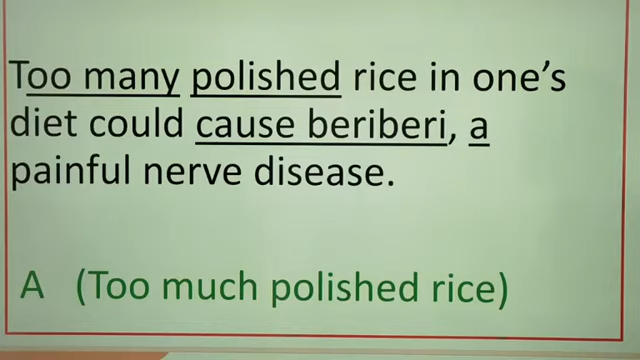 Too many polished rice in one's
diet could cause beriberi, a
painful nerve disease.
A (Too much polished rice)